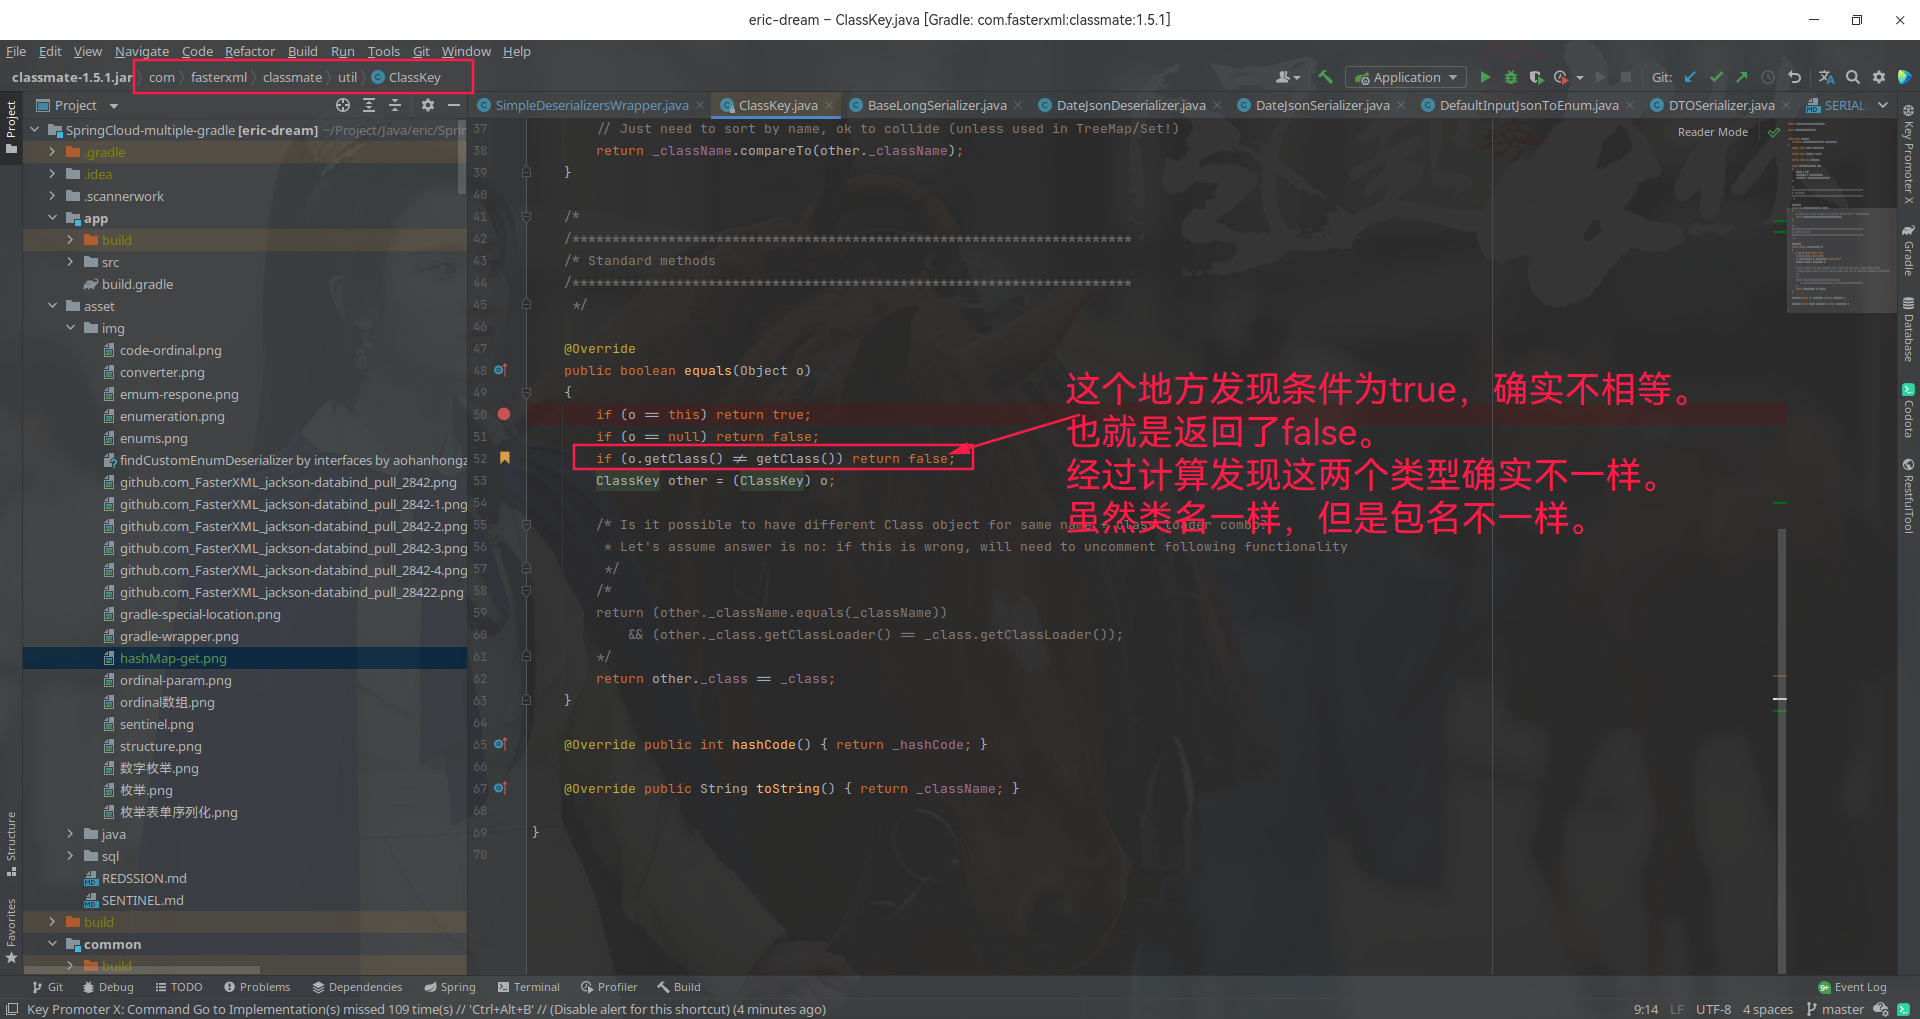 eric-dream – ClassKey.java [Gradle: com.fasterxml:classmate:1.5.1]
File Edit View Navigate Code Refactor Build Run Tools Git Window Help
classmate-1.5.1.jar com fasterxml classmate util ClassKey
Application
Git:
Project
SimpleDeserializersWrapper.java ClassKey.java BaseLongSerializer.java DateJsonDeserializer.java DateJsonSerializer.java DefaultInputJsonToEnum.java DTOSerializer.java SERIAL
Reader Mode
Project
Structure
Favorites
SpringCloud-multiple-gradle [eric-dream] ~/Project/Java/eric/Sprin
.gradle
.idea
.scannerwork
app
build
src
build.gradle
asset
img
code-ordinal.png
converter.png
emum-respone.png
enumeration.png
enums.png
findCustomEnumDeserializer by interfaces by aohanhongz
github.com_FasterXML_jackson-databind_pull_2842.png
github.com_FasterXML_jackson-databind_pull_2842-1.png
github.com_FasterXML_jackson-databind_pull_2842-2.png
github.com_FasterXML_jackson-databind_pull_2842-3.png
github.com_FasterXML_jackson-databind_pull_2842-4.png
github.com_FasterXML_jackson-databind_pull_28422.png
gradle-special-location.png
gradle-wrapper.png
hashMap-get.png
ordinal-param.png
ordinal数组.png
sentinel.png
structure.png
数字枚举.png
枚举.png
枚举表单序列化.png
java
sql
REDSSION.md
SENTINEL.md
build
common
build
37 // Just need to sort by name, ok to collide (unless used in TreeMap/Set!)
38 return _className.compareTo(other._className);
39 }
40
41 /*
42 /**********************************************************************
43 /* Standard methods
44 /**********************************************************************
45 */
46
47 @Override
48 public boolean equals(Object o)
49 {
50 if (o == this) return true;
51 if (o == null) return false;
52 if (o.getClass() ≠ getClass()) return false;
53 ClassKey other = (ClassKey) o;
54
55 /* Is it possible to have different Class object for same name + class loader combo?
56 * Let's assume answer is no: if this is wrong, will need to uncomment following functionality
57 */
58 /*
59 return (other._className.equals(_className))
60 && (other._class.getClassLoader() == _class.getClassLoader());
61 */
62 return other._class == _class;
63 }
64
65 @Override public int hashCode() { return _hashCode; }
66
67 @Override public String toString() { return _className; }
68
69 }
70
这个地方发现条件为true，确实不相等。
也就是返回了false。
经过计算发现这两个类型确实不一样。
虽然类名一样，但是包名不一样。
Key Promoter X
Gradle
Database
Codota
RestfulTool
Git Debug TODO Problems Dependencies Spring Terminal Profiler Build Event Log
Key Promoter X: Command Go to Implementation(s) missed 109 time(s) // 'Ctrl+Alt+B' // (Disable alert for this shortcut) (4 minutes ago) 9:14 LF UTF-8 4 spaces master